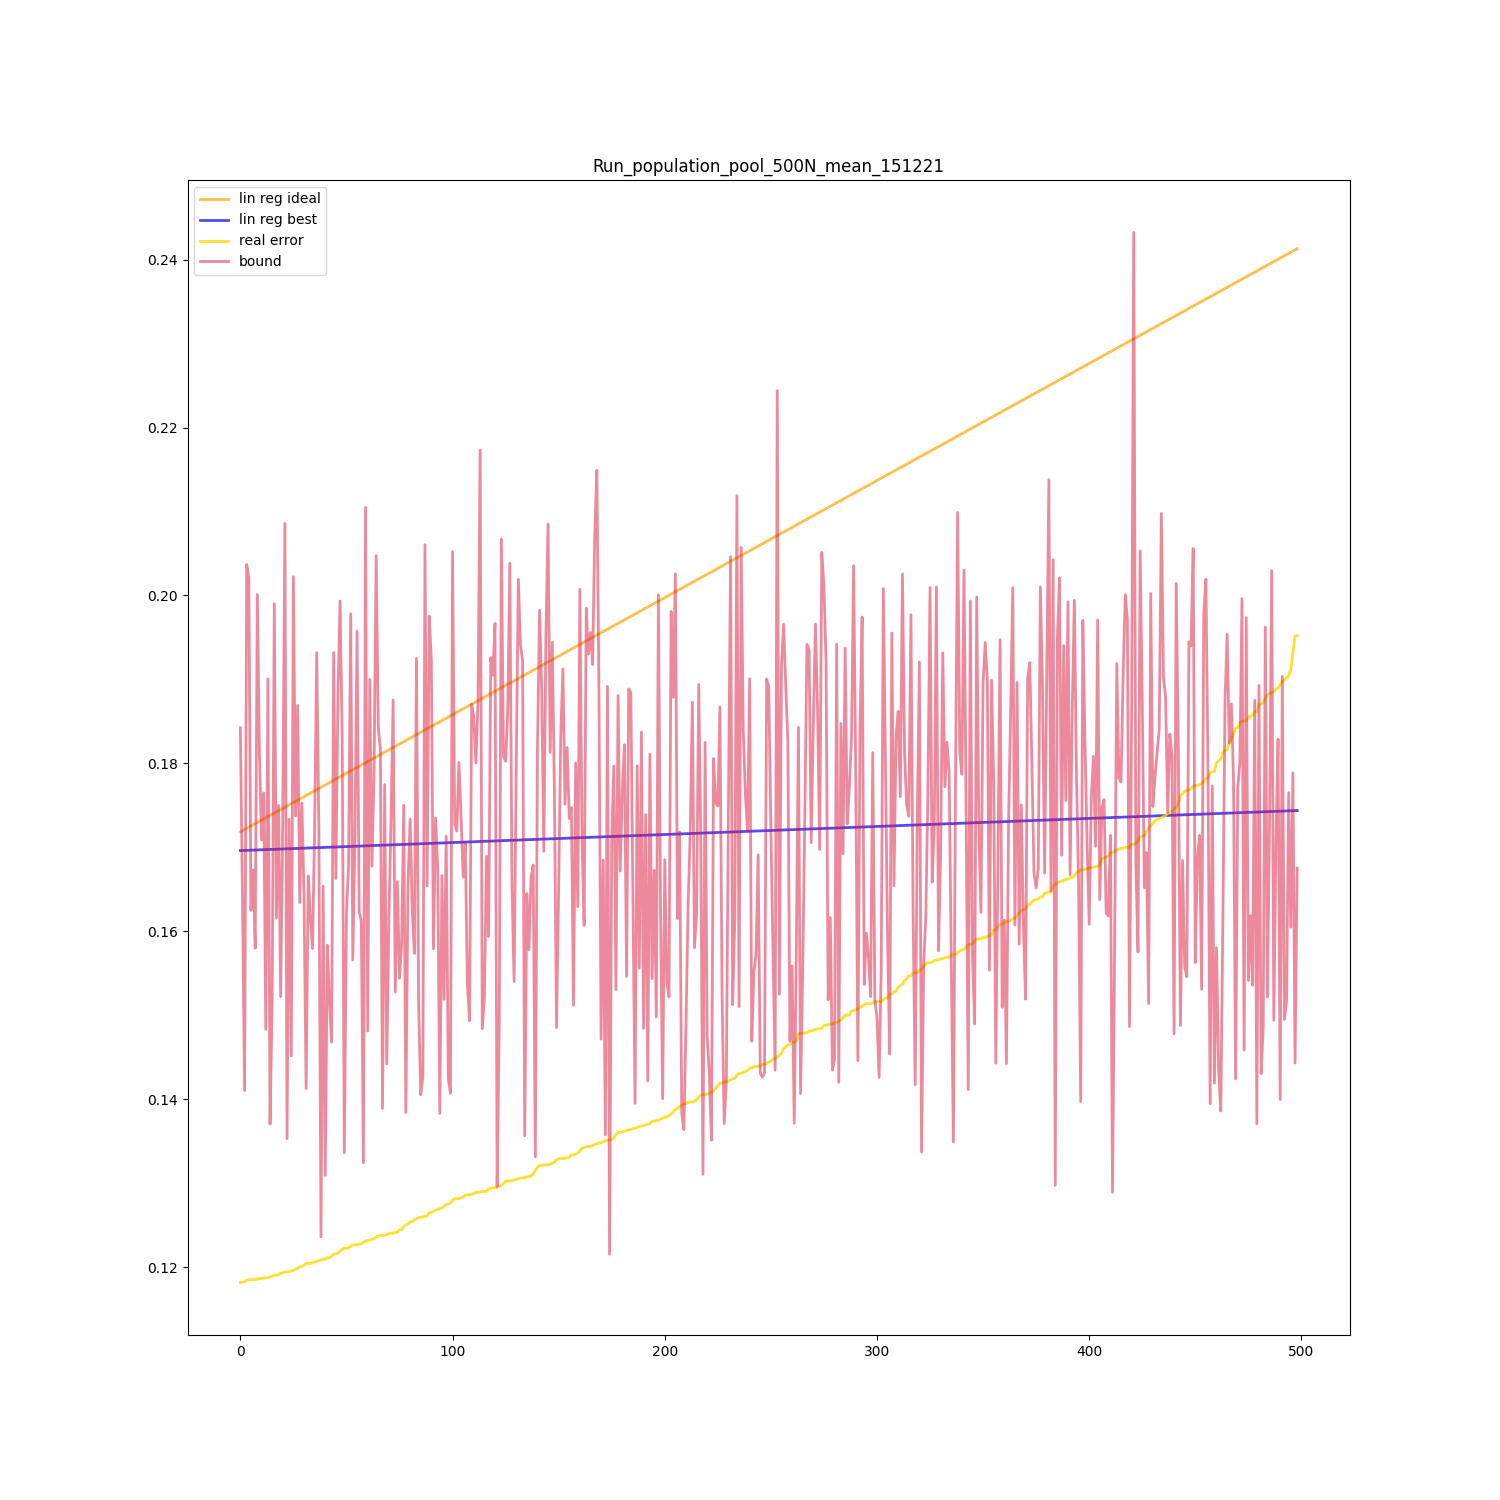 Run_population_pool_500N_mean_151221
lin reg ideal
lin reg best
real error
bound
0.24
0.22
0.20
0.18
0.16
0.14
0.12
0 100 200 300 400 500